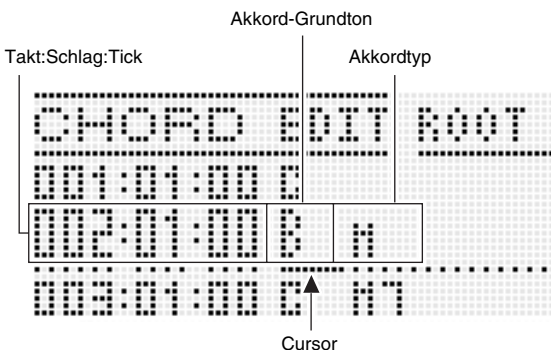 Akkord-Grundton
Takt:Schlag:Tick Akkordtyp
CHORD EDIT ROOT
001:01:00 C
002:01:00 B m
003:01:00 G M7
Cursor